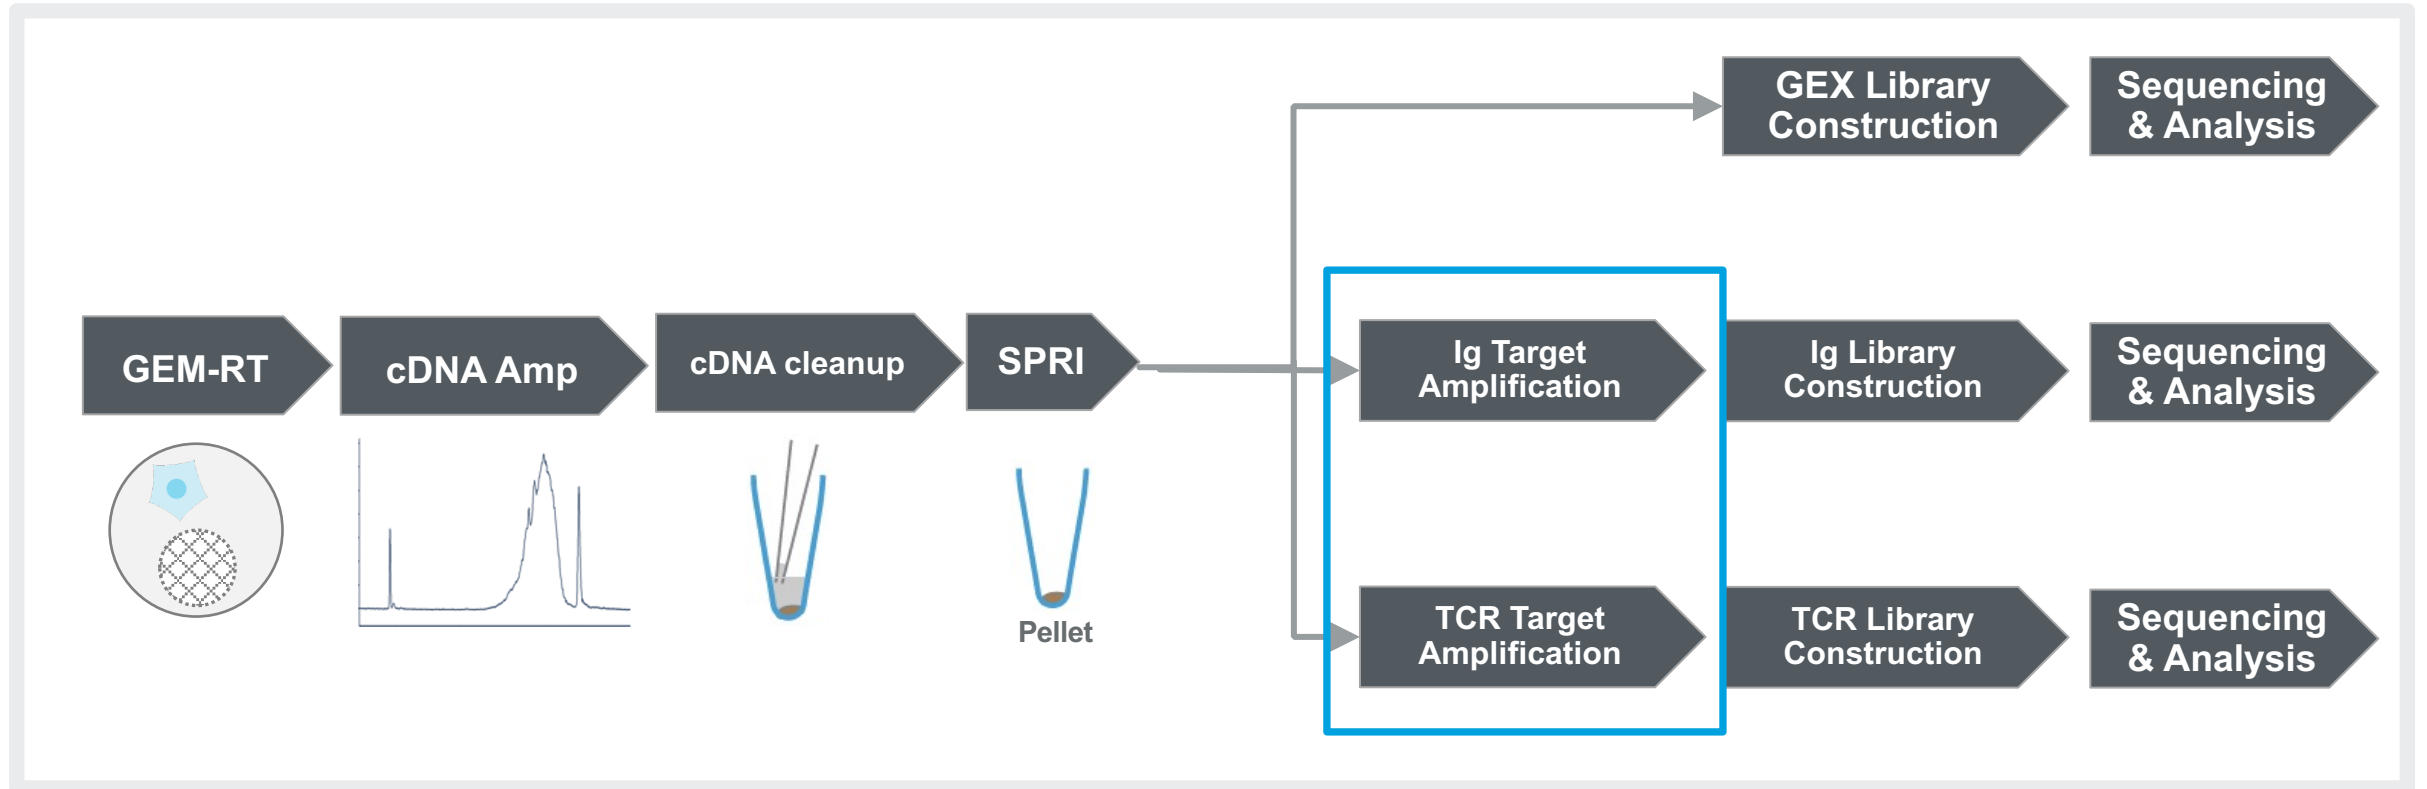 GEX Library
Construction
Sequencing
& Analysis
GEM-RT
cDNA Amp
cDNA cleanup
SPRI
Ig Target
Amplification
Ig Library
Construction
Sequencing
& Analysis
Pellet
TCR Target
Amplification
TCR Library
Construction
Sequencing
& Analysis